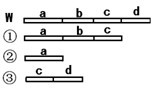 W a b c d
① a b c
② a
③ c d